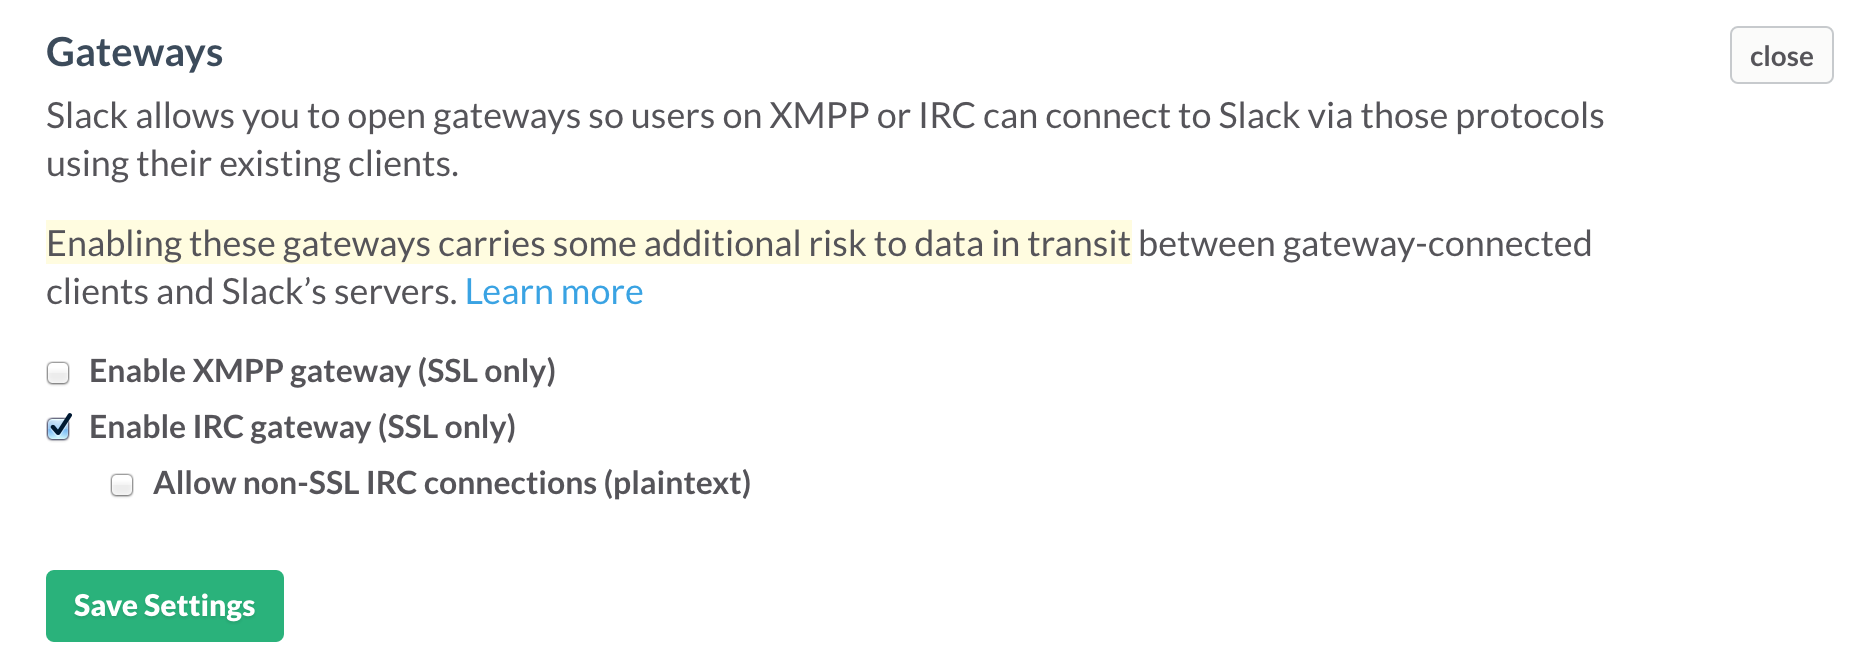 Gateways
close
Slack allows you to open gateways so users on XMPP or IRC can connect to Slack via those protocols
using their existing clients.
Enabling these gateways carries some additional risk to data in transit between gateway-connected
clients and Slack’s servers. Learn more
Enable XMPP gateway (SSL only)
Enable IRC gateway (SSL only)
Allow non-SSL IRC connections (plaintext)
Save Settings